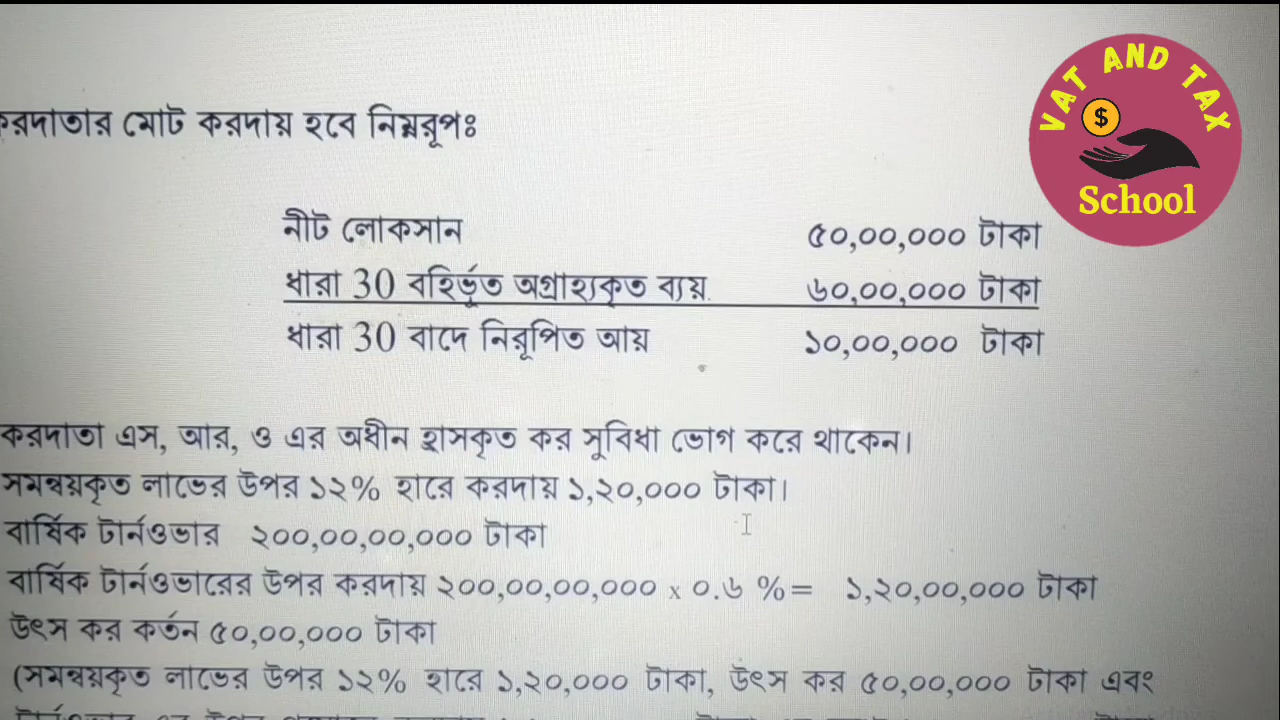 করদাতার মোট করদায় হবে নিম্নরূপঃ
VAT AND TAX
$
School
নীট লোকসান ৫০,০০,০০০ টাকা
ধারা 30 বহির্ভূত অগ্রাহ্যকৃত ব্যয় ৬০,০০,০০০ টাকা
ধারা 30 বাদে নিরূপিত আয় ১০,০০,০০০ টাকা
করদাতা এস, আর, ও এর অধীন হ্রাসকৃত কর সুবিধা ভোগ করে থাকেন।
সমন্বয়কৃত লাভের উপর ১২% হারে করদায় ১,২০,০০০ টাকা।
বার্ষিক টার্নওভার ২০০,০০,০০,০০০ টাকা
বার্ষিক টার্নওভারের উপর করদায় ২০০,০০,০০,০০০ x ০.৬ %= ১,২০,০০,০০০ টাকা
উৎস কর কর্তন ৫০,০০,০০০ টাকা
(সমন্বয়কৃত লাভের উপর ১২% হারে ১,২০,০০০ টাকা, উৎস কর ৫০,০০,০০০ টাকা এবং